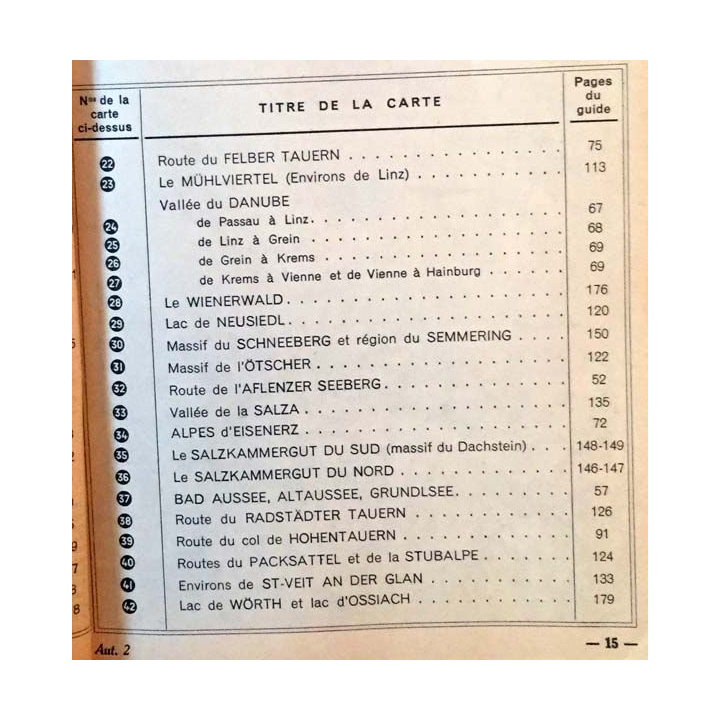 Nos de la carte ci-dessus TITRE DE LA CARTE Pages du guide
22 Route du FELBER TAUERN . . . . . . . . . . . . . . . . 75
23 Le MÜHLVIERTEL (Environs de Linz) . . . . . . . . . . . 113
Vallée du DANUBE
24 de Passau à Linz. . . . . . . . . . . . . . . . . . . 67
25 de Linz à Grein . . . . . . . . . . . . . . . . . . . 68
26 de Grein à Krems . . . . . . . . . . . . . . . . . . 69
27 de Krems à Vienne et de Vienne à Hainburg . . . . . . 69
28 Le WIENERWALD. . . . . . . . . . . . . . . . . . . . . 176
29 Lac de NEUSIEDL. . . . . . . . . . . . . . . . . . . . 120
30 Massif du SCHNEEBERG et région du SEMMERING . . . . 150
31 Massif de l'ÖTSCHER . . . . . . . . . . . . . . . . . . 122
32 Route de l'AFLENZER SEEBERG. . . . . . . . . . . . . . 52
33 Vallée de la SALZA . . . . . . . . . . . . . . . . . . . 135
34 ALPES d'EISENERZ . . . . . . . . . . . . . . . . . . . 72
35 Le SALZKAMMERGUT DU SUD (massif du Dachstein) . . . 148-149
36 Le SALZKAMMERGUT DU NORD . . . . . . . . . . . . . 146-147
37 BAD AUSSEE, ALTAUSSEE, GRUNDLSEE. . . . . . . . . 57
38 Route du RADSTÄDTER TAUERN . . . . . . . . . . . . 126
39 Route du col de HOHENTAUERN . . . . . . . . . . . . . 91
40 Routes du PACKSATTEL et de la STUBALPE . . . . . . . 124
41 Environs de ST-VEIT AN DER GLAN . . . . . . . . . . . 133
42 Lac de WÖRTH et lac d'OSSIACH . . . . . . . . . . . . 179
Aut. 2 — 15 —